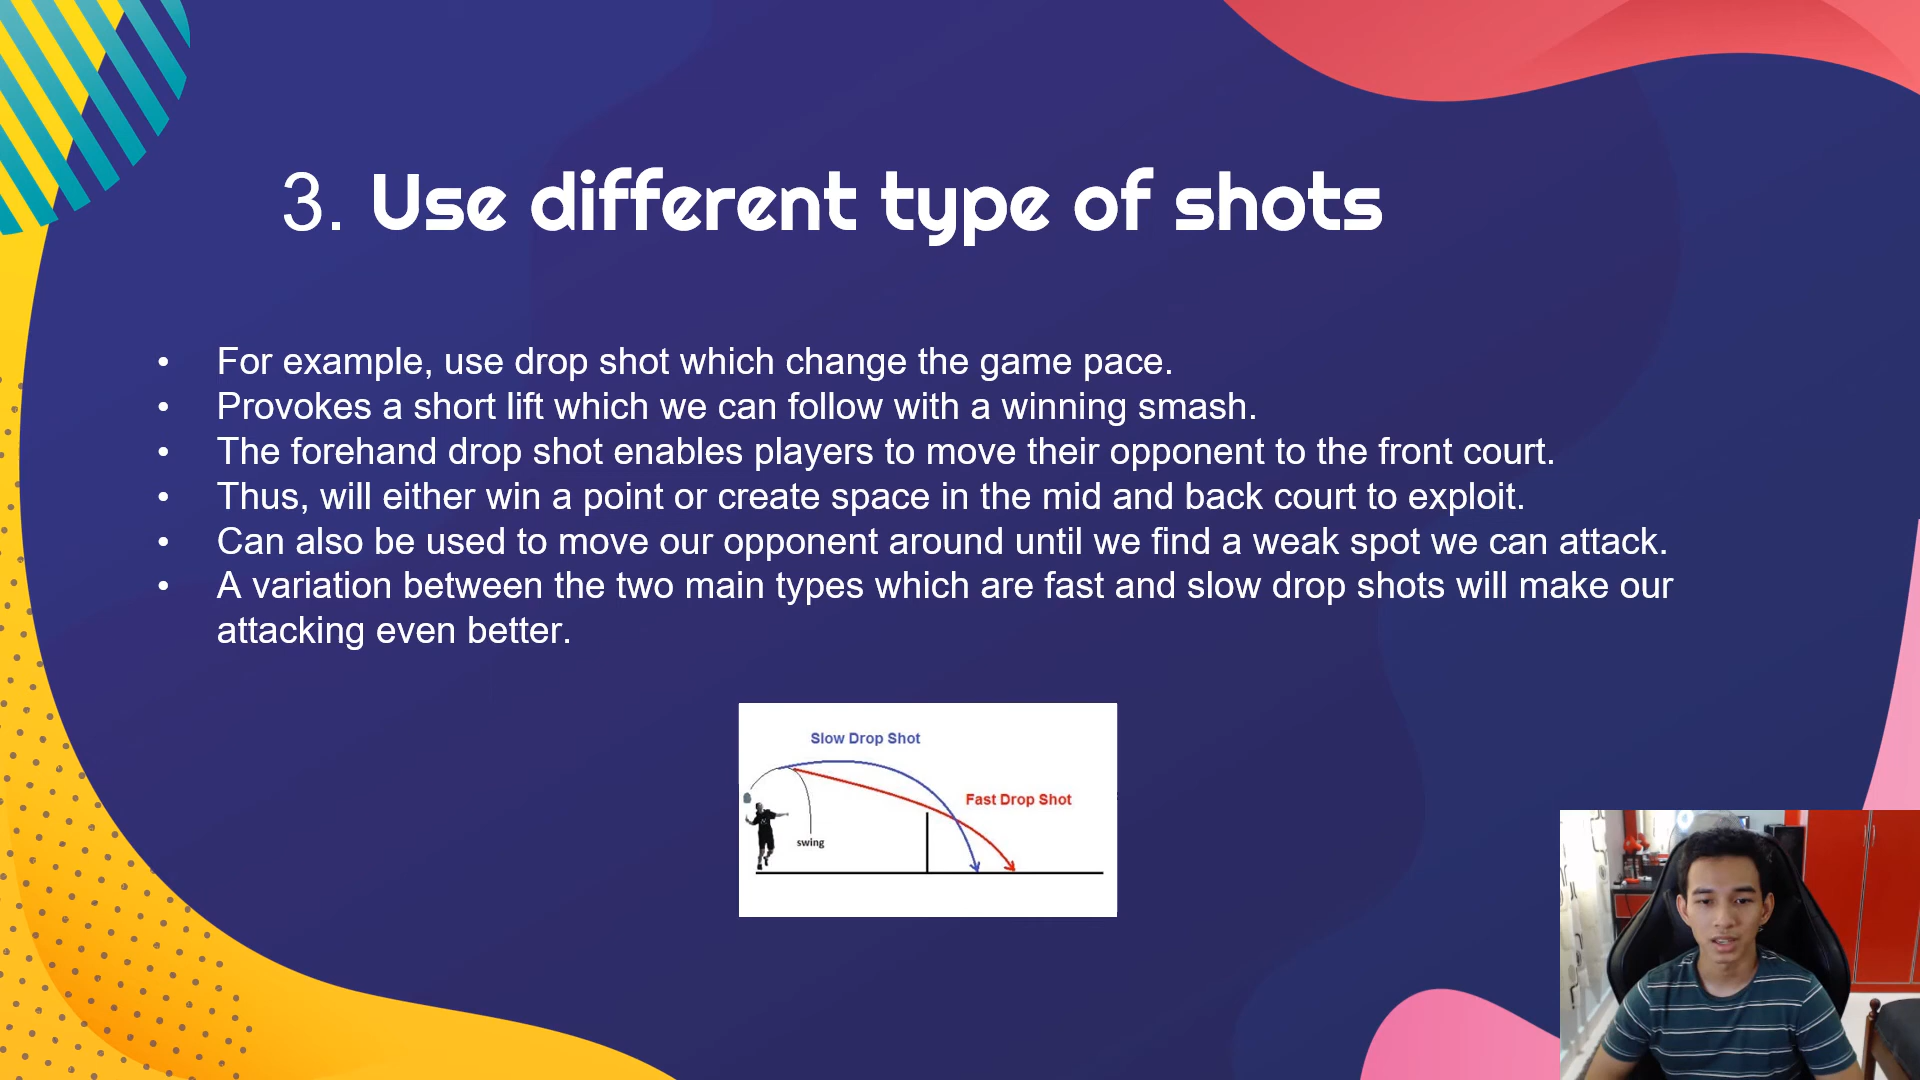 3. Use different type of shots
• For example, use drop shot which change the game pace.
• Provokes a short lift which we can follow with a winning smash.
• The forehand drop shot enables players to move their opponent to the front court.
• Thus, will either win a point or create space in the mid and back court to exploit.
• Can also be used to move our opponent around until we find a weak spot we can attack.
• A variation between the two main types which are fast and slow drop shots will make our
attacking even better.
Slow Drop Shot
Fast Drop Shot
swing